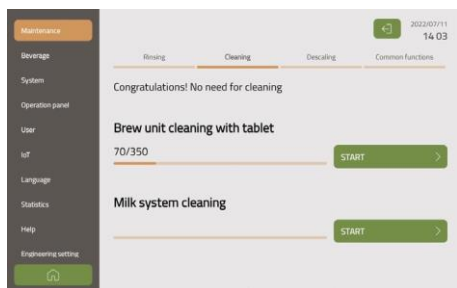 Maintenance
Beverage
System
Operation panel
User
IoT
Language
Statistics
Help
Engineering setting
2022/07/11
14 03
Rinsing Cleaning Descaling Common functions
Congratulations! No need for cleaning
Brew unit cleaning with tablet
70/350
START
Milk system cleaning
START